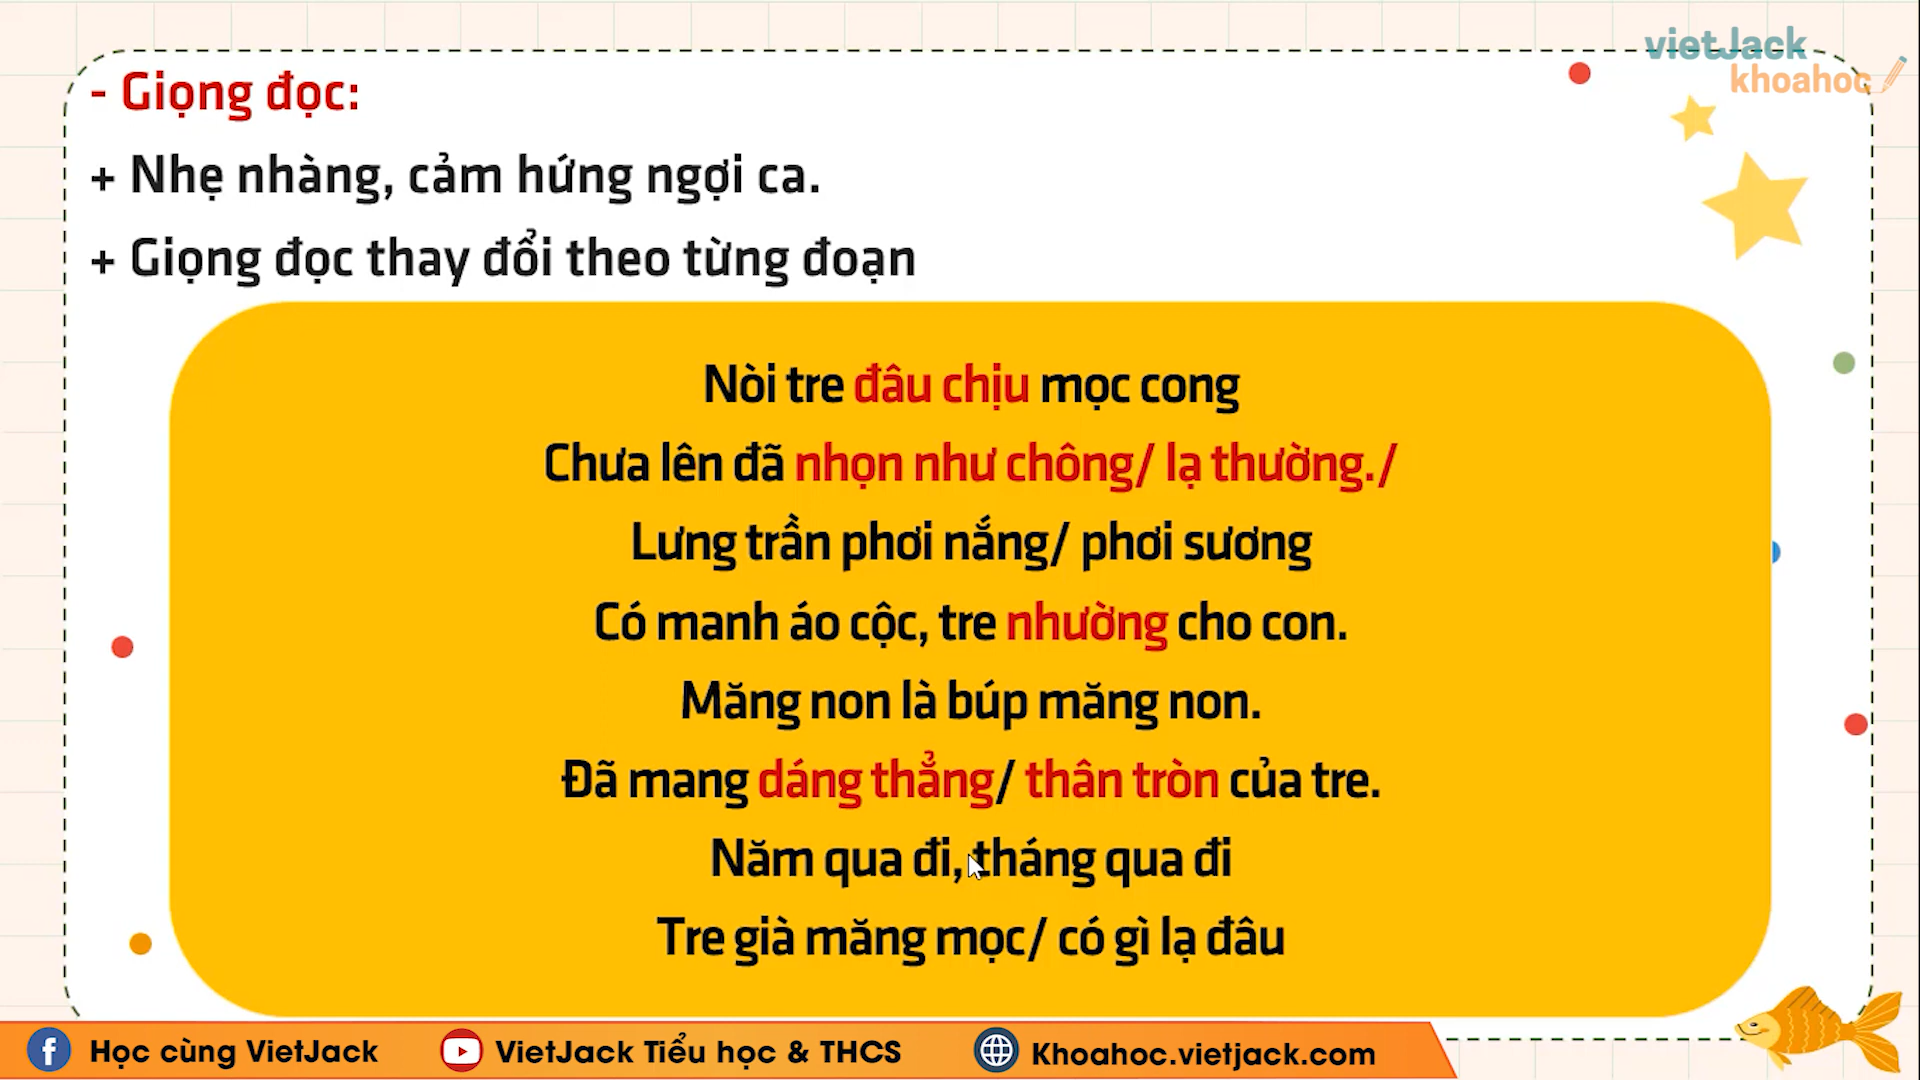 vietJack
khoahoc
- Giọng đọc:
+ Nhẹ nhàng, cảm hứng ngợi ca.
+ Giọng đọc thay đổi theo từng đoạn
Nòi tre đâu chịu mọc cong
Chưa lên đã nhọn như chông/ lạ thường./
Lưng trần phơi nắng/ phơi sương
Có manh áo cộc, tre nhường cho con.
Măng non là búp măng non.
Đã mang dáng thẳng/ thân tròn của tre.
Năm qua đi, tháng qua đi
Tre già măng mọc/ có gì lạ đâu
Học cùng VietJack
VietJack Tiểu học & THCS
Khoahoc.vietjack.com